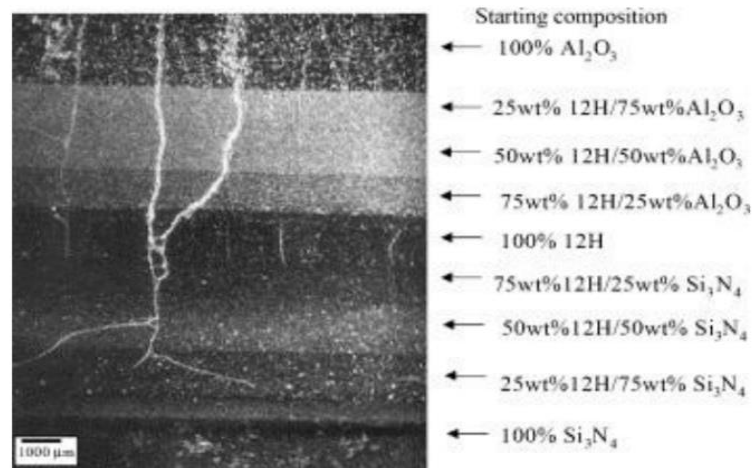 Starting composition
100% Al₂O₃
25wt% 12H/75wt%Al₂O₃
50wt% 12H/50wt%Al₂O₃
75wt% 12H/25wt%Al₂O₃
100% 12H
75wt%12H/25wt% Si₃N₄
50wt%12H/50wt% Si₃N₄
25wt%12H/75wt% Si₃N₄
100% Si₃N₄
1000 µm